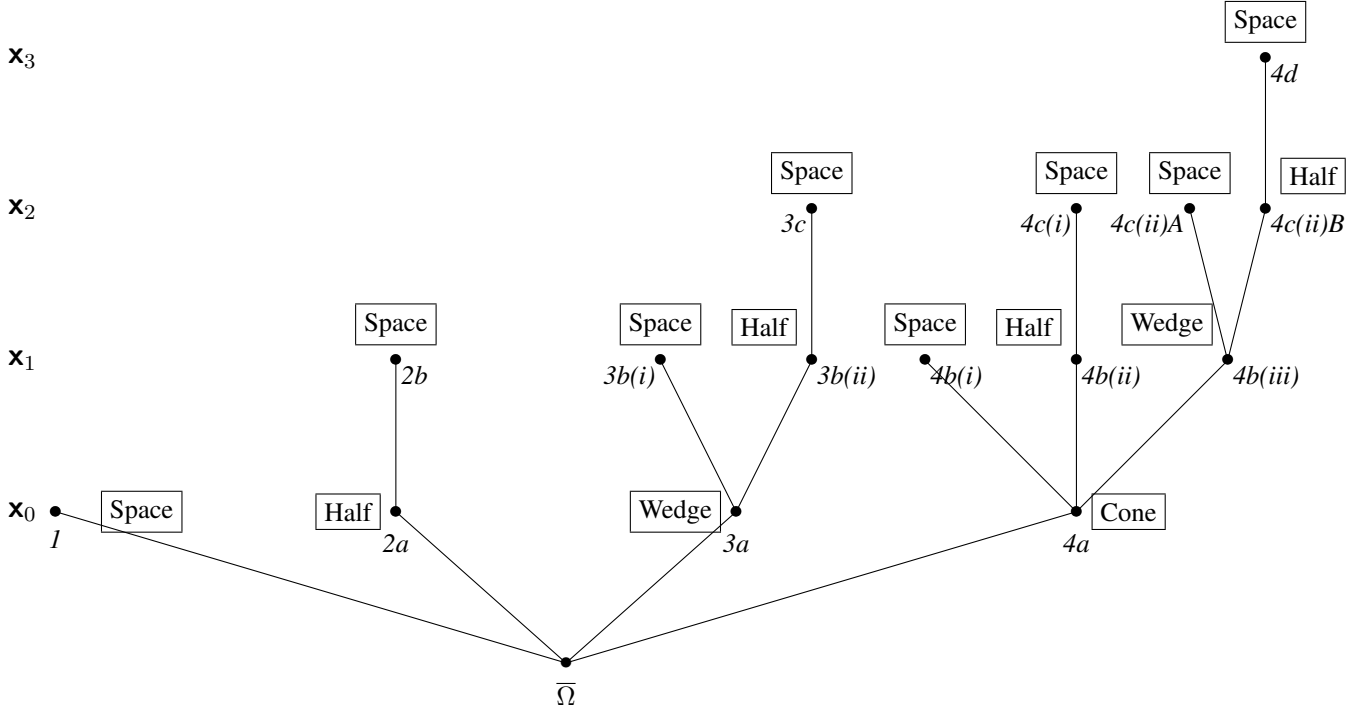 Space
x₃
4d
Space Space Space Half
x₂
3c 4c(i) 4c(ii)A 4c(ii)B
Space Space Half Space Half Wedge
x₁
2b 3b(i) 3b(ii) 4b(i) 4b(ii) 4b(iii)
x₀ Space Half Wedge Cone
1 2a 3a 4a
Ω̅